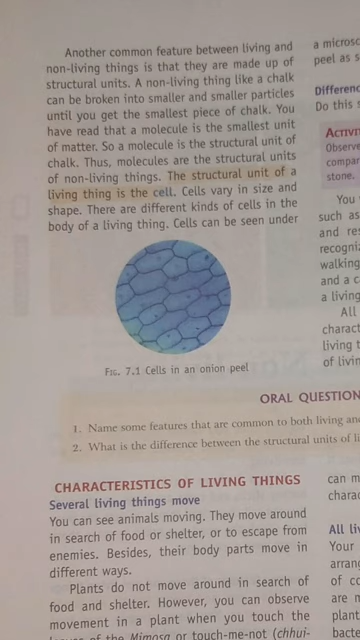 Another common feature between living and
non-living things is that they are made up of
structural units. A non-living thing like a chalk
can be broken into smaller and smaller particles
until you get the smallest piece of chalk. You
have read that a molecule is the smallest unit
of matter. So a molecule is the structural unit of
chalk. Thus, molecules are the structural units
of non-living things. The structural unit of a
living thing is the cell. Cells vary in size and
shape. There are different kinds of cells in the
body of a living thing. Cells can be seen under
FIG. 7.1 Cells in an onion peel
a microsc
peel as s
Differenc
Do this s
ACTIVIT
Observe
compar
stone.
You
such as
and res
recogniz
walking
and a c
a living
All
charact
living t
of livin
ORAL QUESTION
1. Name some features that are common to both living an
2. What is the difference between the structural units of li
CHARACTERISTICS OF LIVING THINGS
Several living things move
You can see animals moving. They move around
in search of food or shelter, or to escape from
enemies. Besides, their body parts move in
different ways.
Plants do not move around in search of
food and shelter. However, you can observe
movement in a plant when you touch the
leaves of the Mimosa or touch-me-not (chhui-
can m
charac
All liv
Your
arrang
of co
are m
plant
bacte